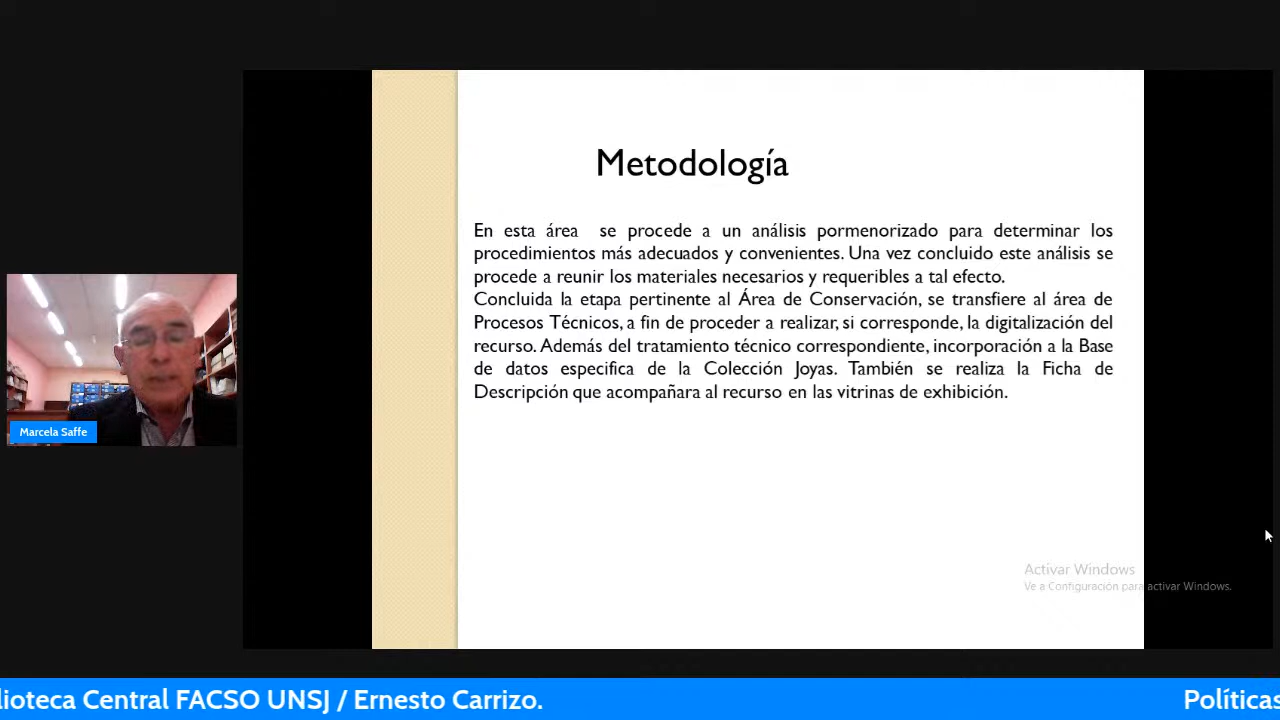 Metodología
En esta área se procede a un análisis pormenorizado para determinar los
procedimientos más adecuados y convenientes. Una vez concluido este análisis se
procede a reunir los materiales necesarios y requeribles a tal efecto.
Concluida la etapa pertinente al Área de Conservación, se transfiere al área de
Procesos Técnicos, a fin de proceder a realizar, si corresponde, la digitalización del
recurso. Además del tratamiento técnico correspondiente, incorporación a la Base
de datos especifica de la Colección Joyas. También se realiza la Ficha de
Descripción que acompañara al recurso en las vitrinas de exhibición.
Marcela Saffe
Activar Windows
Ve a Configuración para activar Windows.
lioteca Central FACSO UNSJ / Ernesto Carrizo.
Políticas